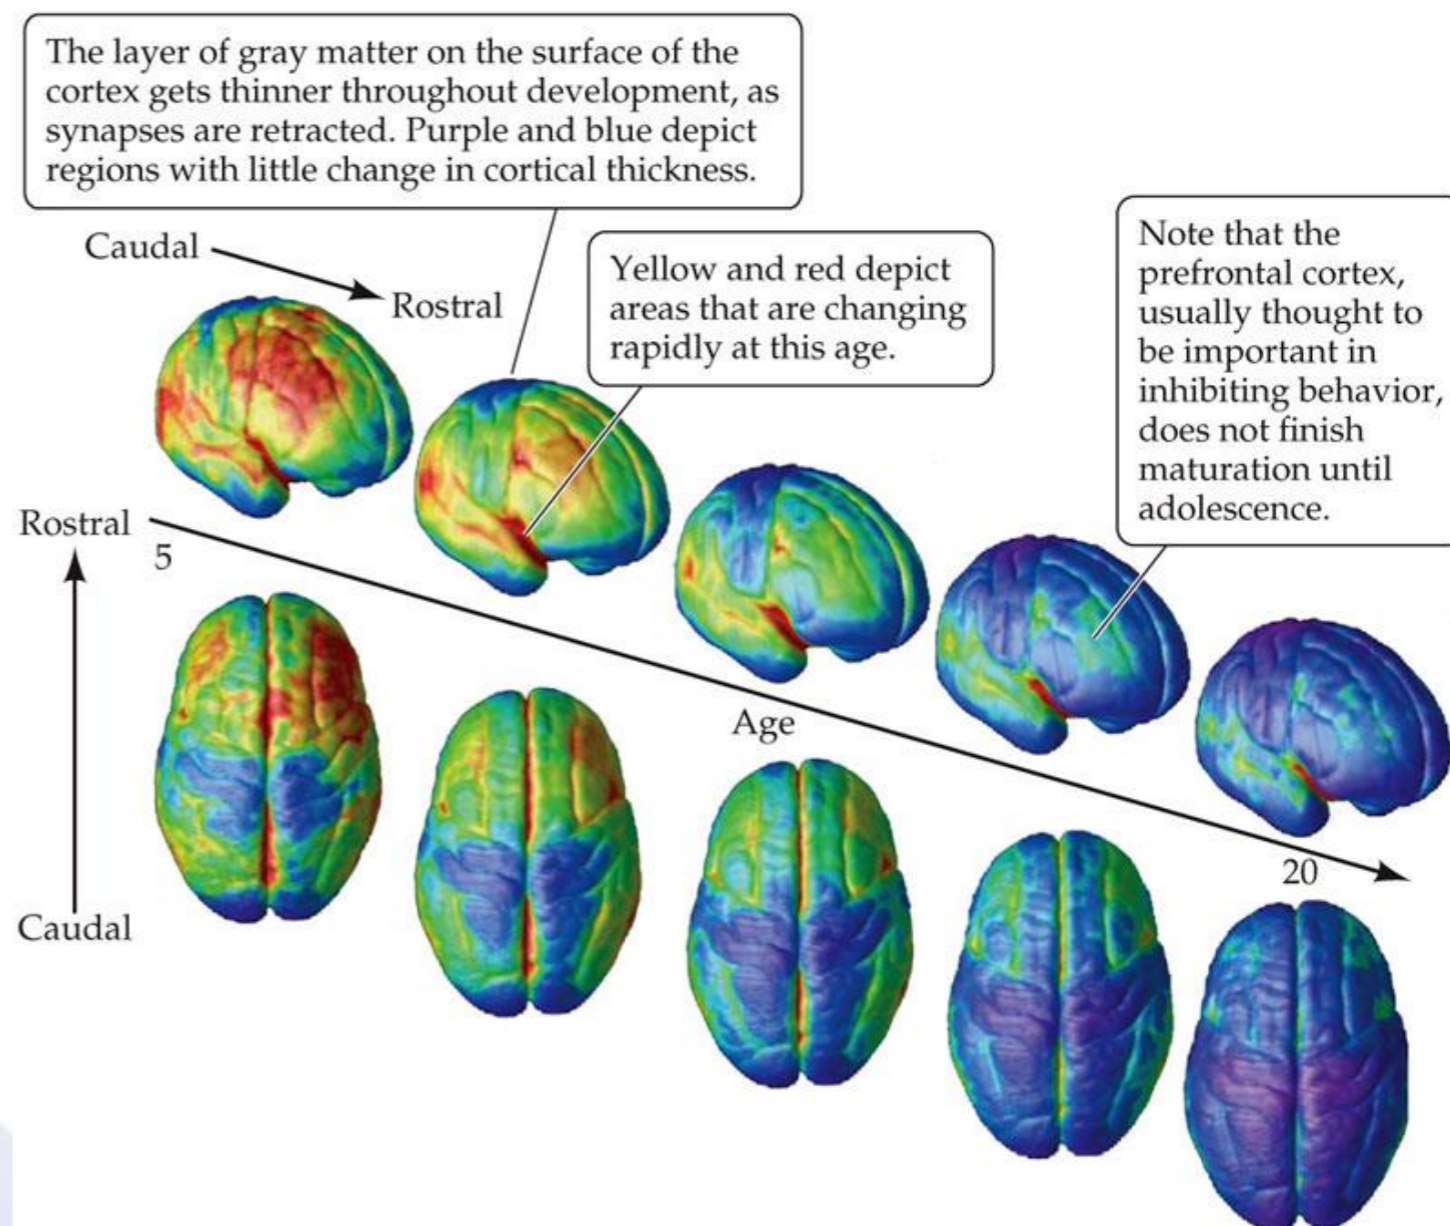 The layer of gray matter on the surface of the
cortex gets thinner throughout development, as
synapses are retracted. Purple and blue depict
regions with little change in cortical thickness.
Caudal
Rostral
Yellow and red depict
areas that are changing
rapidly at this age.
Note that the
prefrontal cortex,
usually thought to
be important in
inhibiting behavior,
does not finish
maturation until
adolescence.
Rostral
5
Age
20
Caudal